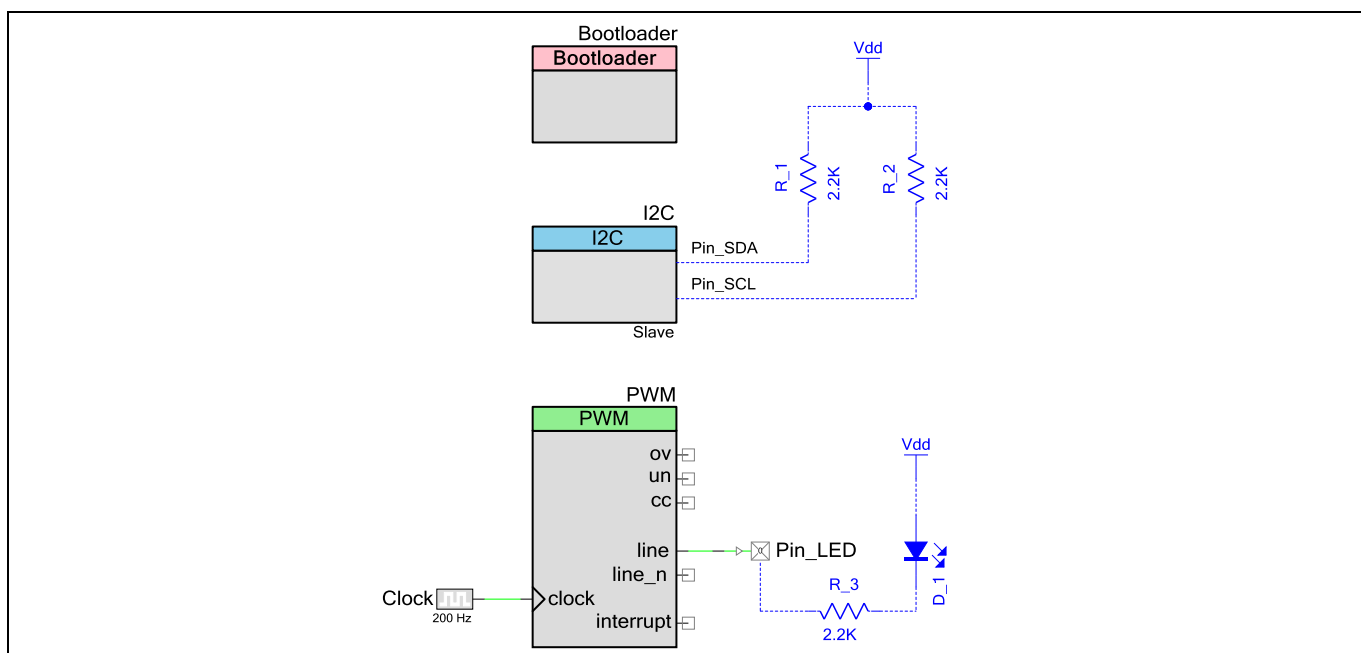 Bootloader
Bootloader
Vdd
R_1
2.2K
R_2
2.2K
I2C
I2C
Pin_SDA
Pin_SCL
Slave
PWM
PWM
ov
un
cc
line
line_n
interrupt
Clock
200 Hz
clock
Pin_LED
Vdd
D_1
R_3
2.2K